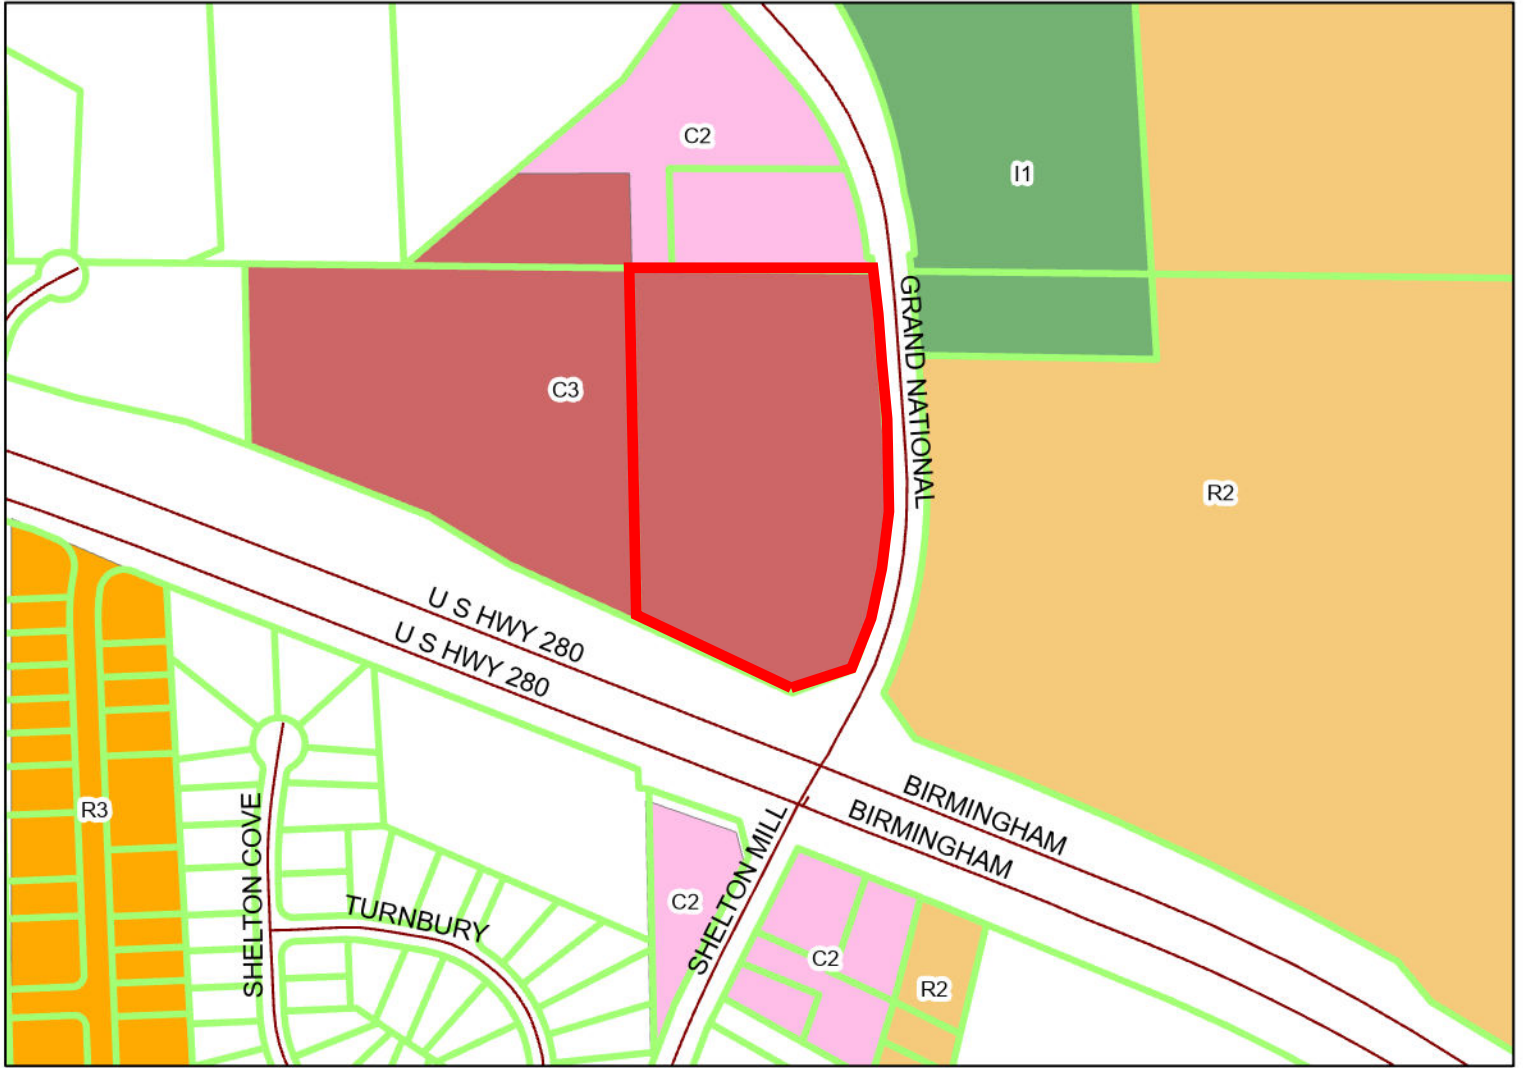 C2
I1
GRAND NATIONAL
C3
R2
U S HWY 280
U S HWY 280
BIRMINGHAM
BIRMINGHAM
R3
SHELTON COVE
TURNBURY
C2
SHELTON MILL
C2
R2